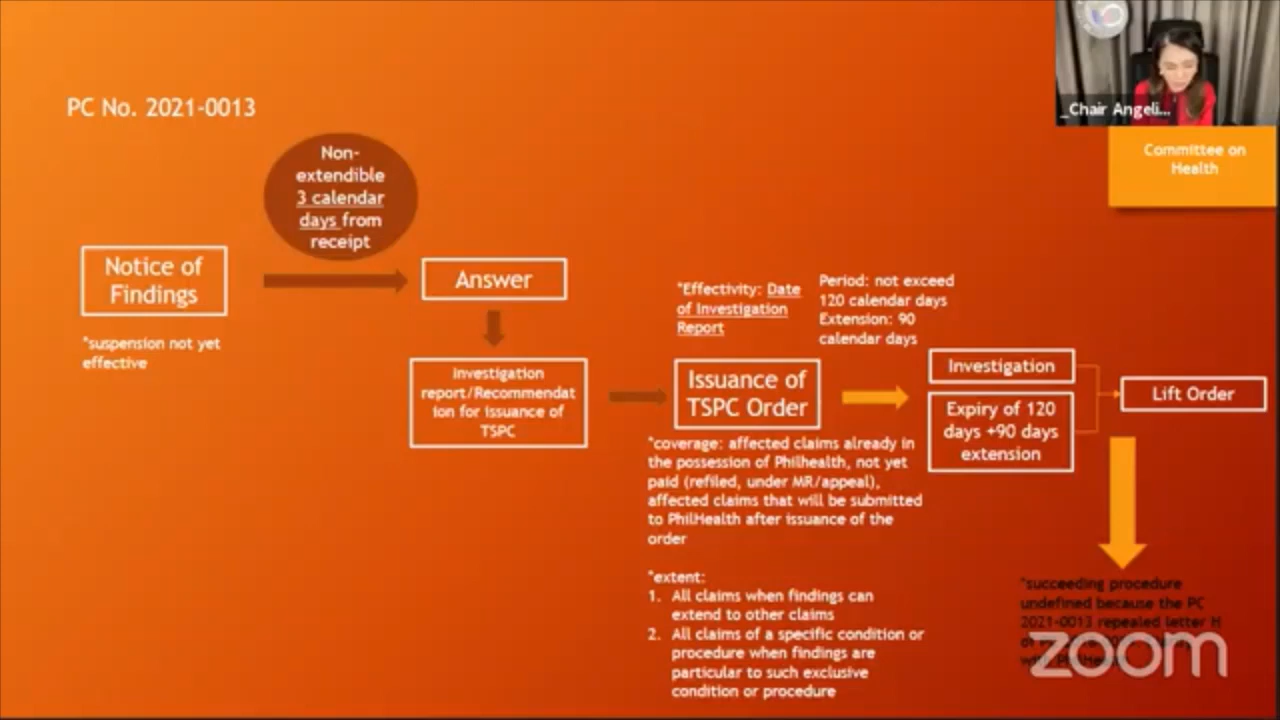 PC No. 2021-0013
_Chair Angeli...
Committee on
Health
Non-
extendible
3 calendar
days from
receipt
Notice of
Findings
*suspension not yet
effective
Answer
Investigation
report/Recommendat
ion for issuance of
TSPC
*Effectivity: Date
of Investigation
Report
Period: not exceed
120 calendar days
Extension: 90
calendar days
Issuance of
TSPC Order
*coverage: affected claims already in
the possession of Philhealth, not yet
paid (refiled, under MR/appeal),
affected claims that will be submitted
to PhilHealth after issuance of the
order
*extent:
1. All claims when findings can
extend to other claims
2. All claims of a specific condition or
procedure when findings are
particular to such exclusive
condition or procedure
Investigation
Expiry of 120
days +90 days
extension
Lift Order
*succeeding procedure
undefined because the PC
2021-0013 repealed letter H
zoom